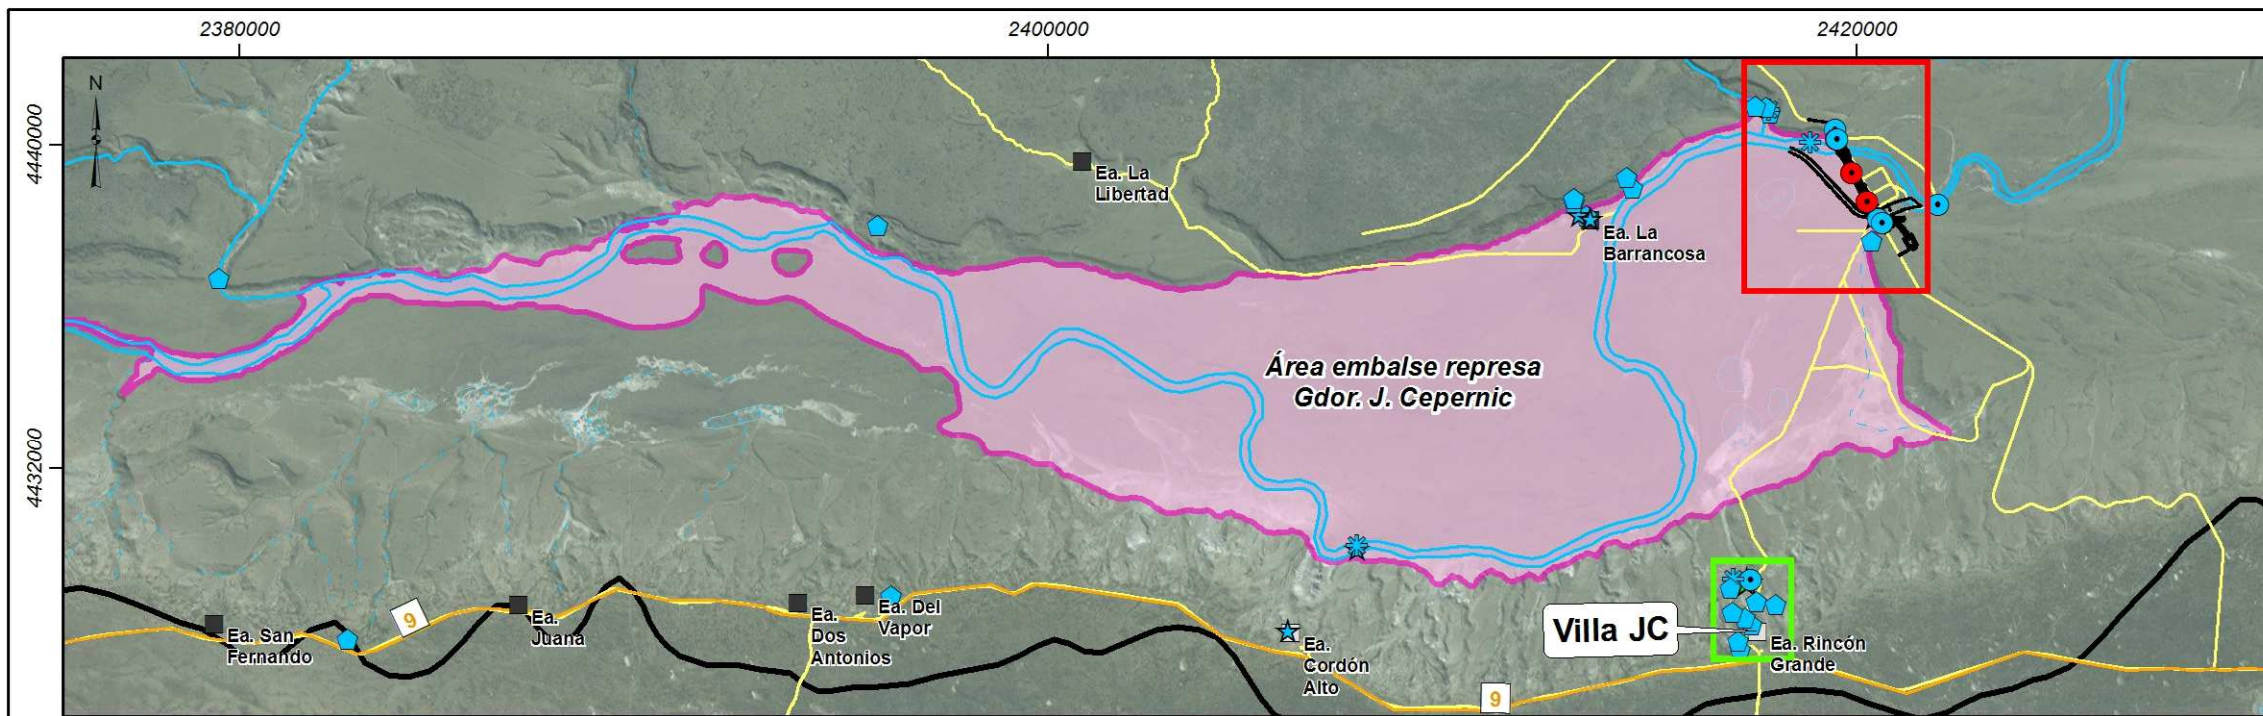 2380000
2400000
2420000
4440000
4432000
N
Ea. La
Libertad
Ea. La
Barrancosa
Área embalse represa
Gdor. J. Cepernic
Villa JC
Ea. Rincón
Grande
Ea. San
Fernando
9
Ea.
Juana
Ea.
Dos
Antonios
Ea. Del
Vapor
Ea.
Cordón
Alto
9